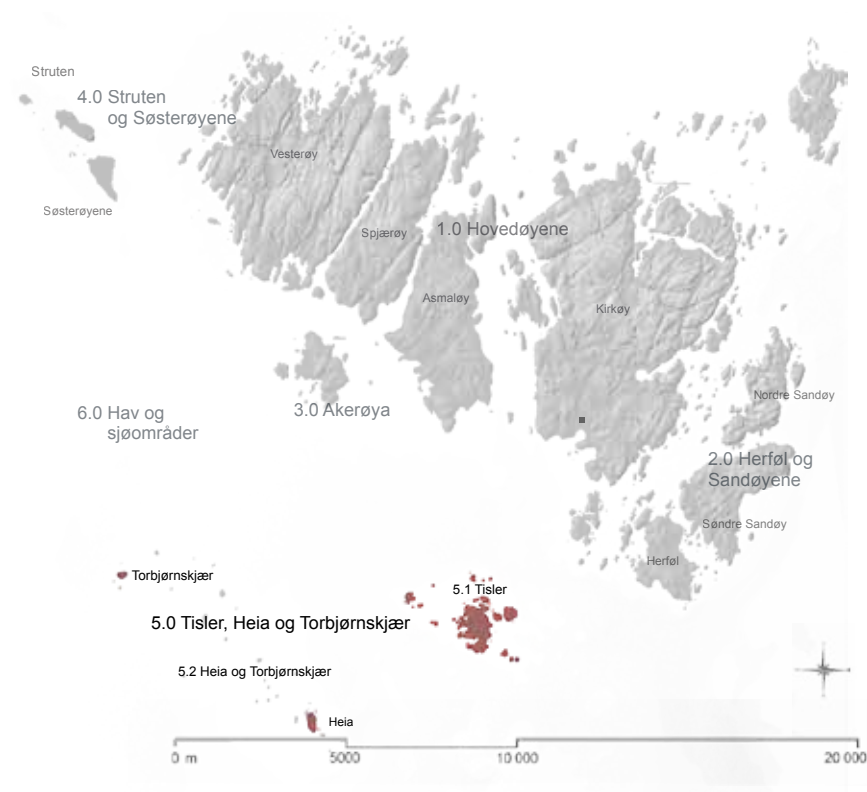 Struten
4.0 Struten
og Søsterøyene
Vesterøy
Søsterøyene
Spjærøy
1.0 Hovedøyene
Asmaløy
Kirkøy
6.0 Hav og
sjøområder
3.0 Akerøya
Nordre Sandøy
2.0 Herføl og
Sandøyene
Søndre Sandøy
Herføl
Torbjørnskjær
5.1 Tisler
5.0 Tisler, Heia og Torbjørnskjær
5.2 Heia og Torbjørnskjær
Heia
0 m 5000 10 000 20 000